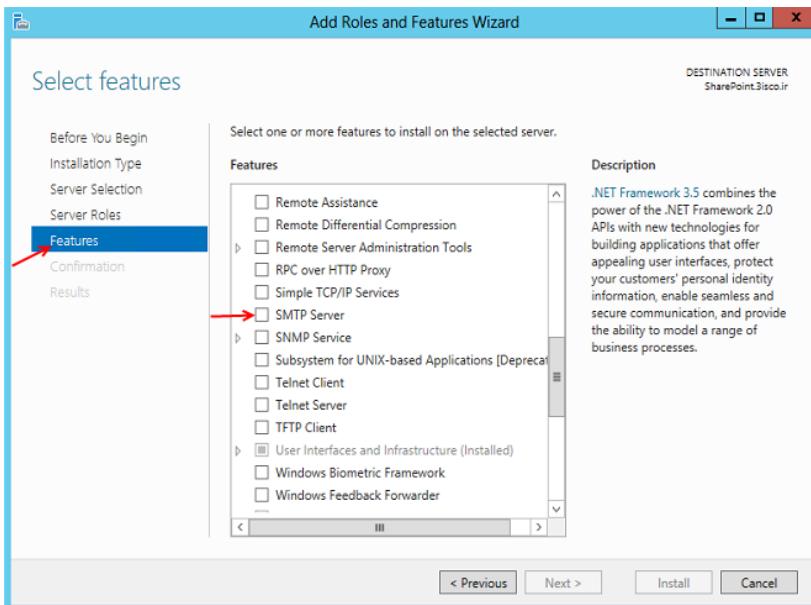 Add Roles and Features Wizard
Select features
DESTINATION SERVER
SharePoint.3isco.ir
Before You Begin
Installation Type
Server Selection
Server Roles
Features
Confirmation
Results
Select one or more features to install on the selected server.
Features
Remote Assistance
Remote Differential Compression
Remote Server Administration Tools
RPC over HTTP Proxy
Simple TCP/IP Services
SMTP Server
SNMP Service
Subsystem for UNIX-based Applications [Deprecat
Telnet Client
Telnet Server
TFTP Client
User Interfaces and Infrastructure (Installed)
Windows Biometric Framework
Windows Feedback Forwarder
Description
.NET Framework 3.5 combines the
power of the .NET Framework 2.0
APIs with new technologies for
building applications that offer
appealing user interfaces, protect
your customers' personal identity
information, enable seamless and
secure communication, and provide
the ability to model a range of
business processes.
< Previous
Next >
Install
Cancel